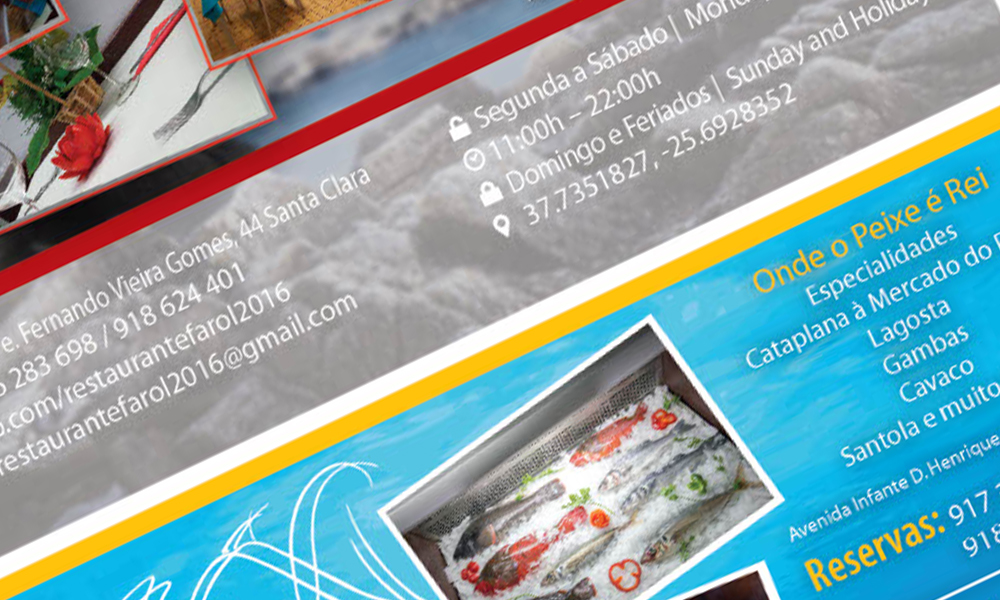 Segunda a Sábado |
11:00h – 22:00h
Domingo e Feriados | Sunday and Holiday
37.7351827, -25.6928352
e. Fernando Vieira Gomes, 44 Santa Clara
283 698 / 918 624 401
.com/restaurantefarol2016
restaurantefarol2016@gmail.com
Onde o Peixe é Rei
Especialidades
Cataplana à Mercado do
Lagosta
Gambas
Cavaco
Santola e muito
Avenida Infante D. Henrique
Reservas: 917
918